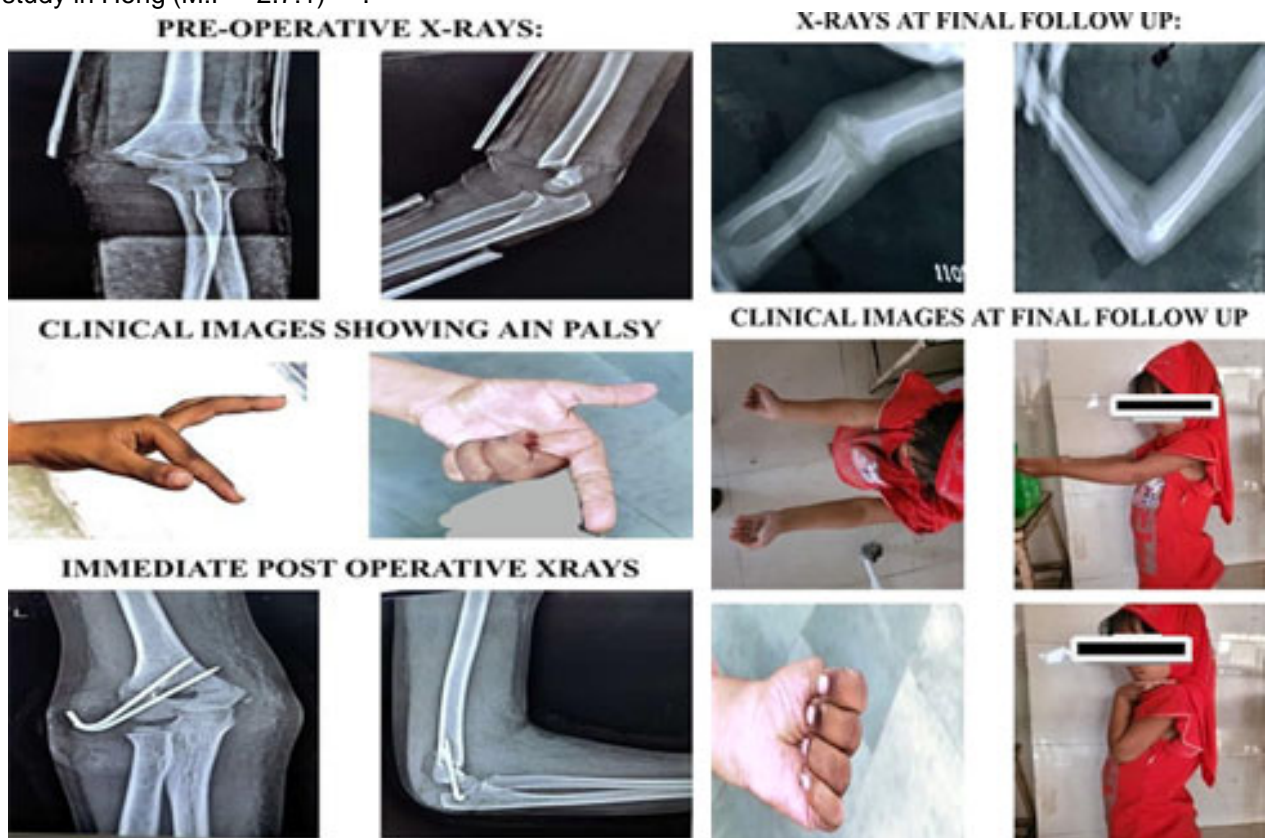 PRE-OPERATIVE X-RAYS:
X-RAYS AT FINAL FOLLOW UP:
CLINICAL IMAGES SHOWING AIN PALSY
CLINICAL IMAGES AT FINAL FOLLOW UP
IMMEDIATE POST OPERATIVE XRAYS
L